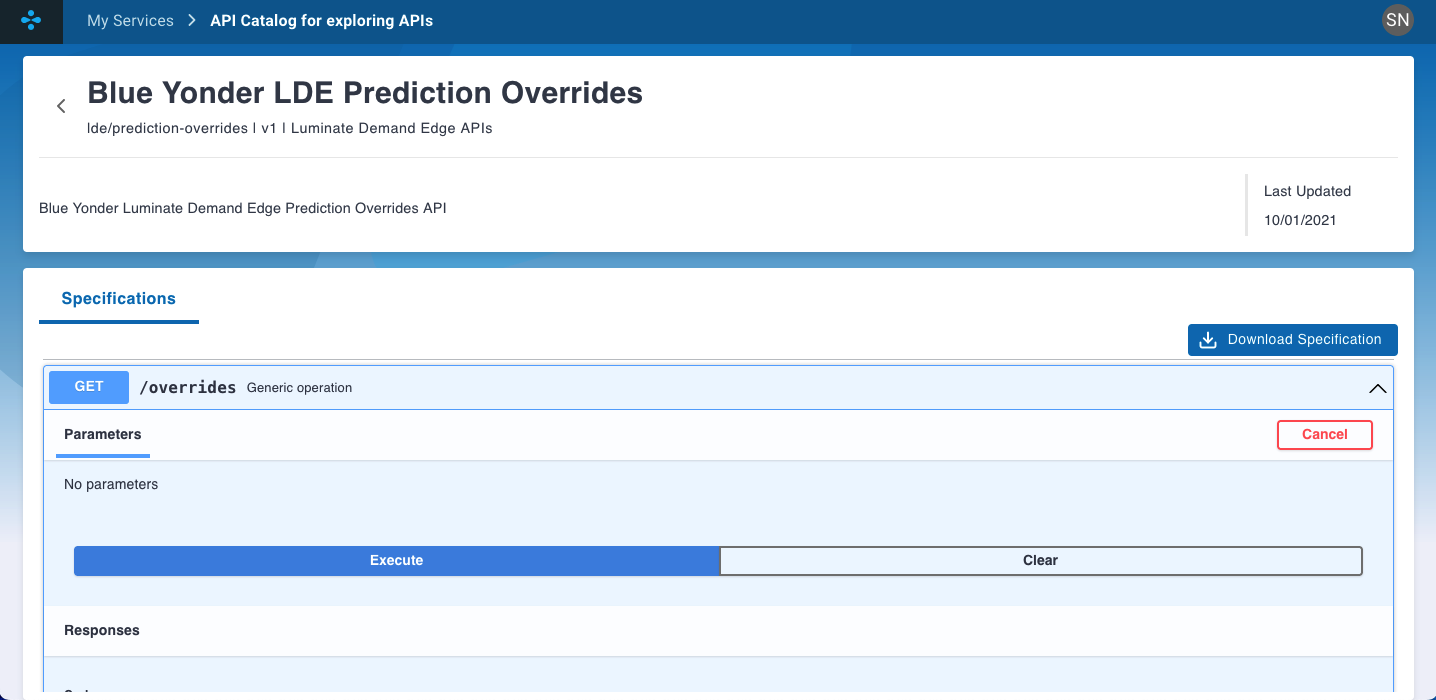 My Services > API Catalog for exploring APIs
SN
Blue Yonder LDE Prediction Overrides
lde/prediction-overrides | v1 | Luminate Demand Edge APIs
Blue Yonder Luminate Demand Edge Prediction Overrides API
Last Updated
10/01/2021
Specifications
Download Specification
GET /overrides Generic operation
Parameters
Cancel
No parameters
Execute
Clear
Responses